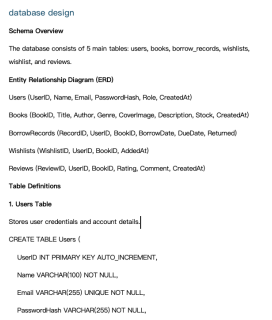 database design
Schema Overview
The database consists of 5 main tables: users, books, borrow_records, wishlists,
wishlist, and reviews.
Entity Relationship Diagram (ERD)
Users (UserID, Name, Email, PasswordHash, Role, CreatedAt)
Books (BookID, Title, Author, Genre, CoverImage, Description, Stock, CreatedAt)
BorrowRecords (RecordID, UserID, BookID, BorrowDate, DueDate, Returned)
Wishlists (WishlistID, UserID, BookID, AddedAt)
Reviews (ReviewID, UserID, BookID, Rating, Comment, CreatedAt)
Table Definitions
1. Users Table
Stores user credentials and account details.
CREATE TABLE Users (
UserID INT PRIMARY KEY AUTO_INCREMENT,
Name VARCHAR(100) NOT NULL,
Email VARCHAR(255) UNIQUE NOT NULL,
PasswordHash VARCHAR(255) NOT NULL,